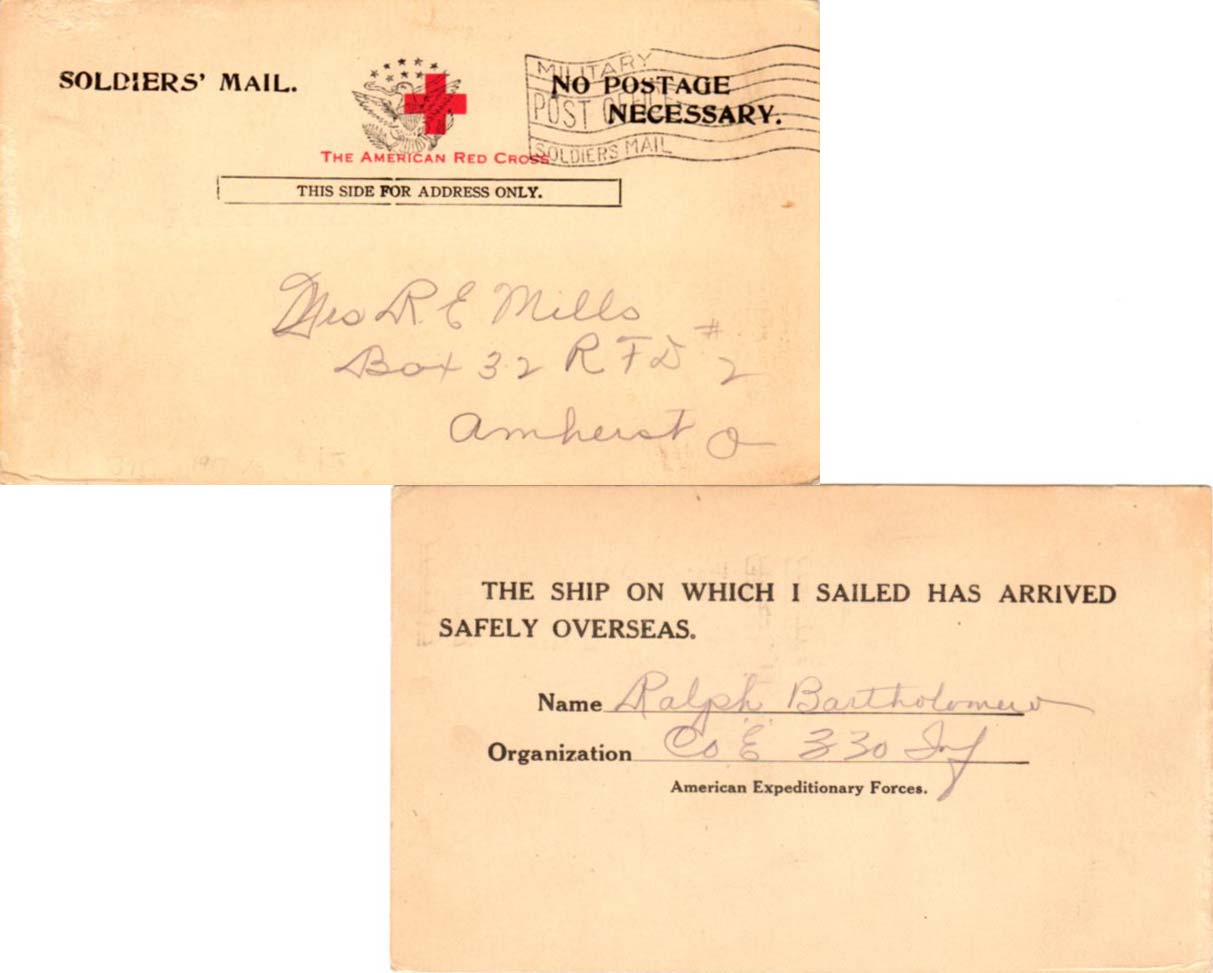 SOLDIERS' MAIL.
NO POSTAGE
NECESSARY.
MILITARY
POST OFFICE
SOLDIERS MAIL
THE AMERICAN RED CROSS
THIS SIDE FOR ADDRESS ONLY.
Mrs R. E Mills
Box 32 R F D #2
Amherst O
THE SHIP ON WHICH I SAILED HAS ARRIVED
SAFELY OVERSEAS.
Name Ralph Bartholomew
Organization Co "E" 330 Inf
American Expeditionary Forces.